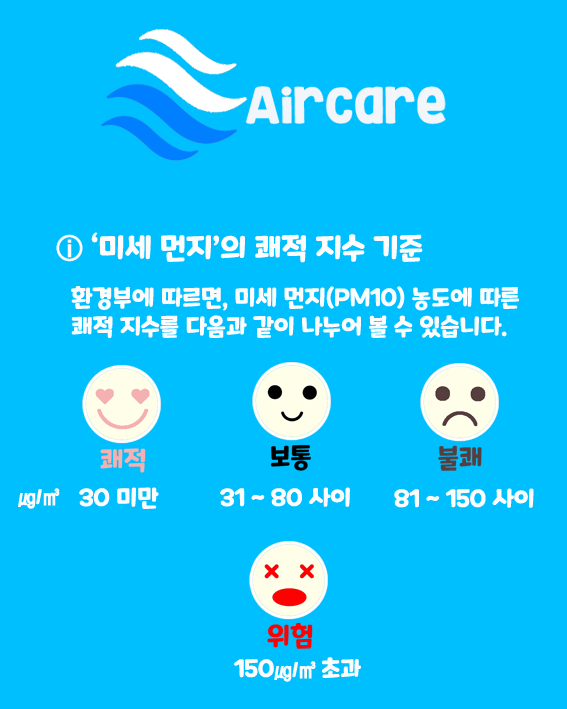 Aircare
ⓘ ‘미세 먼지’의 쾌적 지수 기준
환경부에 따르면, 미세 먼지(PM10) 농도에 따른
쾌적 지수를 다음과 같이 나누어 볼 수 있습니다.
쾌적 보통 불쾌
㎍/㎥ 30 미만 31 ~ 80 사이 81 ~ 150 사이
위험
150㎍/㎥ 초과